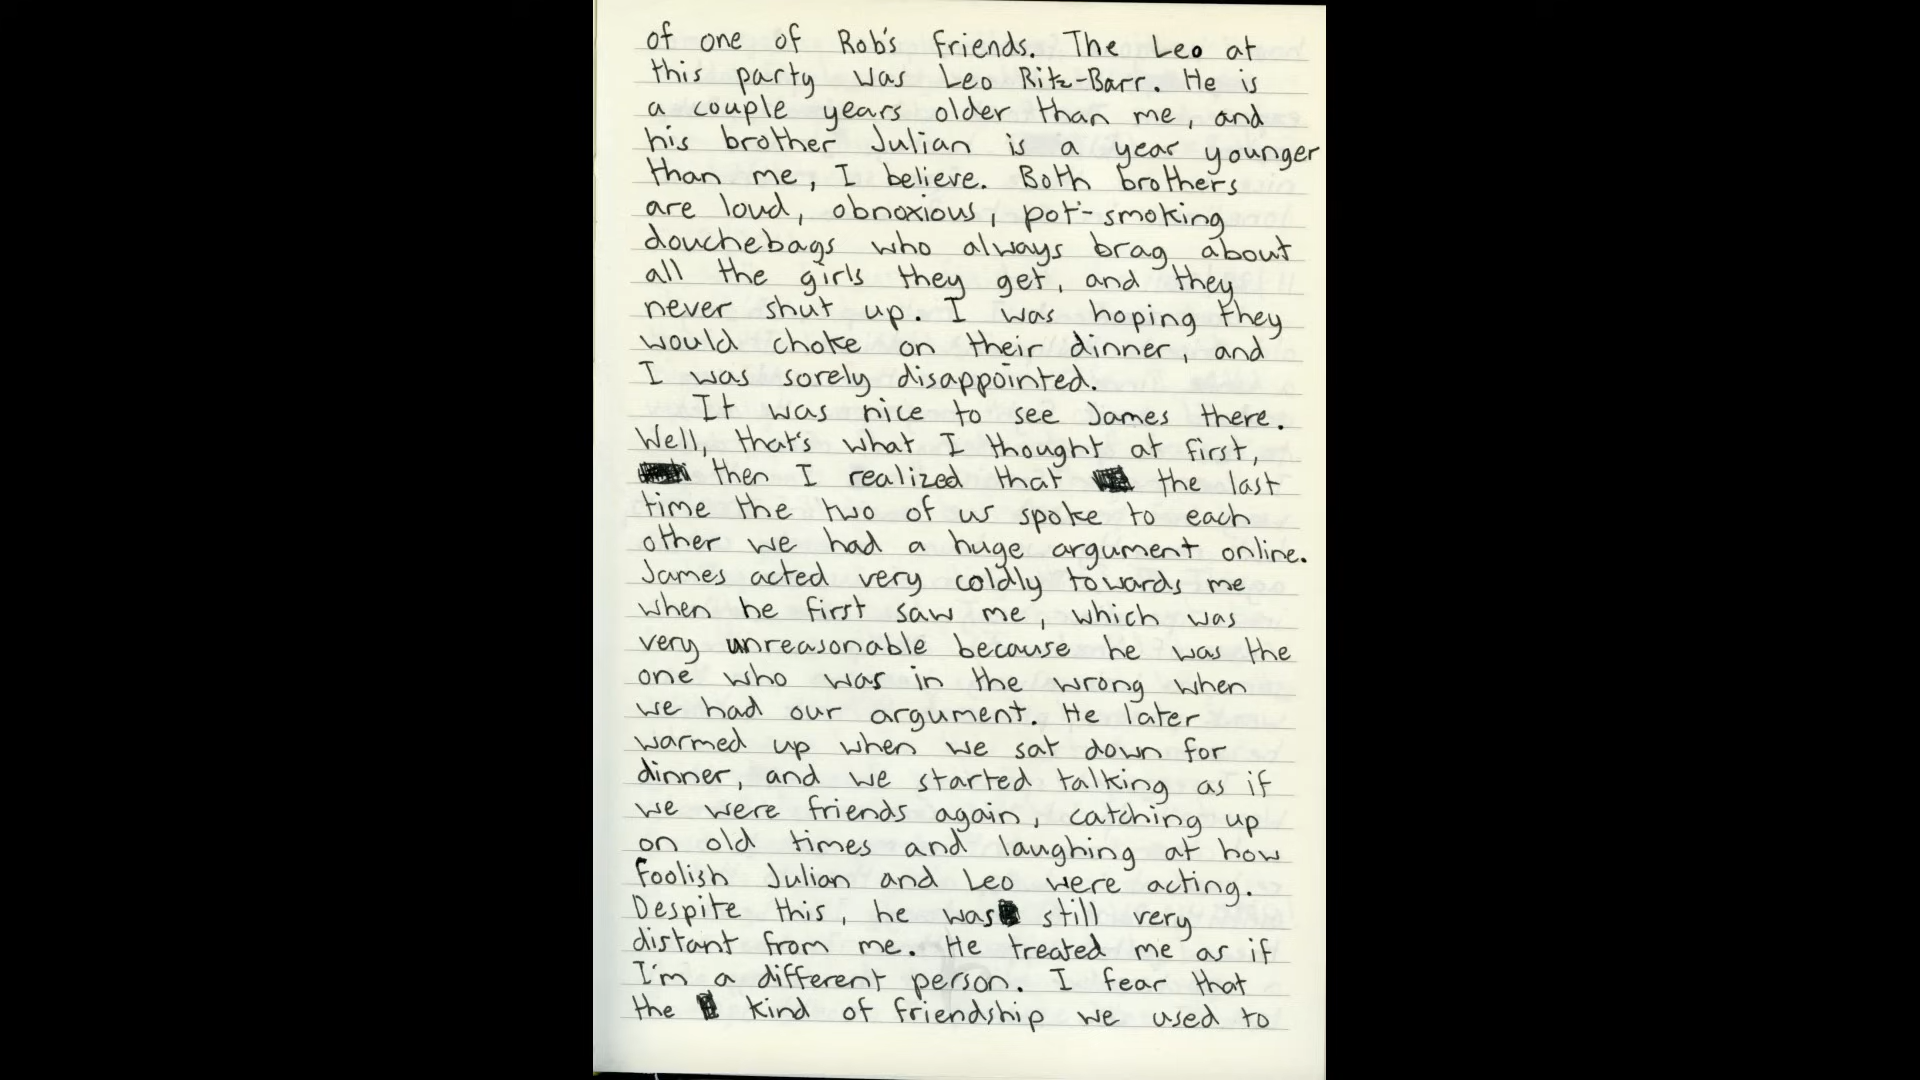 of one of Rob's friends. The Leo at
this party was Leo Ritz-Barr. He is
a couple years older than me, and
his brother Julian is a year younger
than me, I believe. Both brothers
are loud, obnoxious, pot-smoking
douchebags who always brag about
all the girls they get, and they
never shut up. I was hoping they
would choke on their dinner, and
I was sorely disappointed.
It was nice to see James there.
Well, that's what I thought at first,
then I realized that the last
time the two of us spoke to each
other we had a huge argument online.
James acted very coldly towards me
when he first saw me, which was
very unreasonable because he was the
one who was in the wrong when
we had our argument. He later
warmed up when we sat down for
dinner, and we started talking as if
we were friends again, catching up
on old times and laughing at how
foolish Julian and Leo were acting.
Despite this, he was still very
distant from me. He treated me as if
I'm a different person. I fear that
the kind of friendship we used to